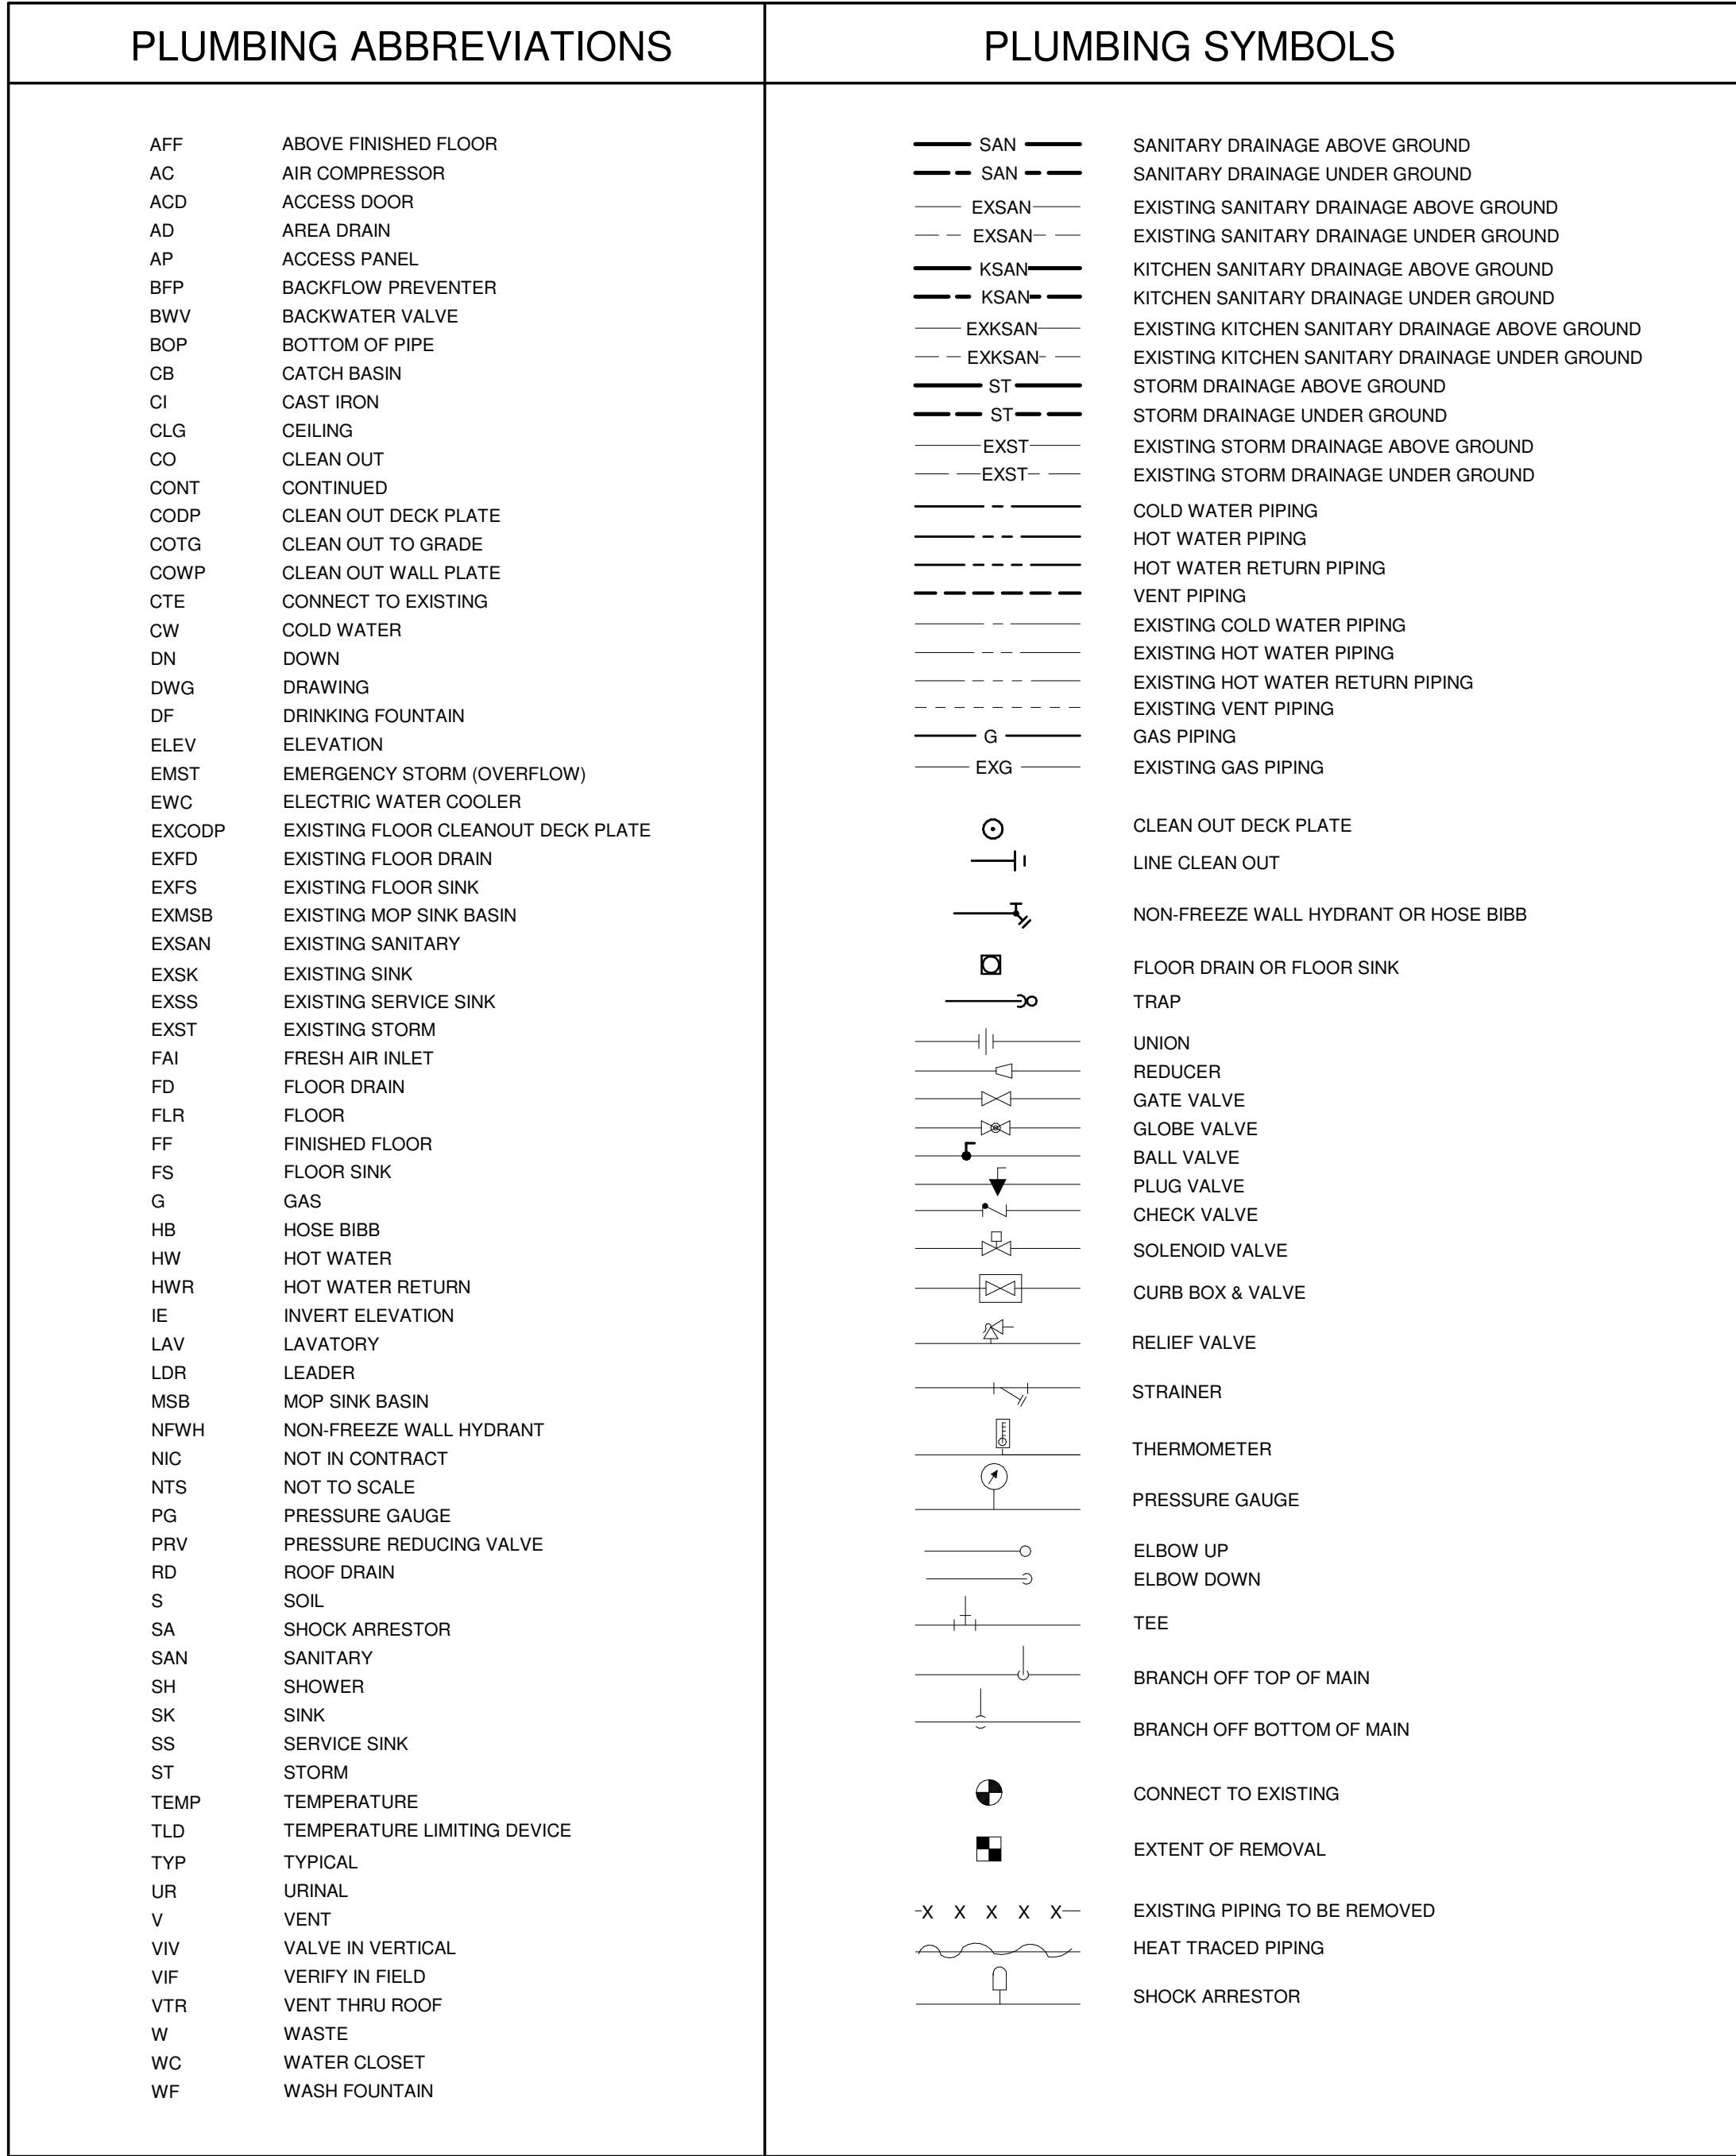 PLUMBING ABBREVIATIONS
AFF ABOVE FINISHED FLOOR
AC AIR COMPRESSOR
ACD ACCESS DOOR
AD AREA DRAIN
AP ACCESS PANEL
BFP BACKFLOW PREVENTER
BWV BACKWATER VALVE
BOP BOTTOM OF PIPE
CB CATCH BASIN
CI CAST IRON
CLG CEILING
CO CLEAN OUT
CONT CONTINUED
CODP CLEAN OUT DECK PLATE
COTG CLEAN OUT TO GRADE
COWP CLEAN OUT WALL PLATE
CTE CONNECT TO EXISTING
CW COLD WATER
DN DOWN
DWG DRAWING
DF DRINKING FOUNTAIN
ELEV ELEVATION
EMST EMERGENCY STORM (OVERFLOW)
EWC ELECTRIC WATER COOLER
EXCODP EXISTING FLOOR CLEANOUT DECK PLATE
EXFD EXISTING FLOOR DRAIN
EXFS EXISTING FLOOR SINK
EXMSB EXISTING MOP SINK BASIN
EXSAN EXISTING SANITARY
EXSK EXISTING SINK
EXSS EXISTING SERVICE SINK
EXST EXISTING STORM
FAI FRESH AIR INLET
FD FLOOR DRAIN
FLR FLOOR
FF FINISHED FLOOR
FS FLOOR SINK
G GAS
HB HOSE BIBB
HW HOT WATER
HWR HOT WATER RETURN
IE INVERT ELEVATION
LAV LAVATORY
LDR LEADER
MSB MOP SINK BASIN
NFWH NON-FREEZE WALL HYDRANT
NIC NOT IN CONTRACT
NTS NOT TO SCALE
PG PRESSURE GAUGE
PRV PRESSURE REDUCING VALVE
RD ROOF DRAIN
S SOIL
SA SHOCK ARRESTOR
SAN SANITARY
SH SHOWER
SK SINK
SS SERVICE SINK
ST STORM
TEMP TEMPERATURE
TLD TEMPERATURE LIMITING DEVICE
TYP TYPICAL
UR URINAL
V VENT
VIV VALVE IN VERTICAL
VIF VERIFY IN FIELD
VTR VENT THRU ROOF
W WASTE
WC WATER CLOSET
WF WASH FOUNTAIN
PLUMBING SYMBOLS
SAN SANITARY DRAINAGE ABOVE GROUND
SAN SANITARY DRAINAGE UNDER GROUND
EXSAN EXISTING SANITARY DRAINAGE ABOVE GROUND
EXSAN EXISTING SANITARY DRAINAGE UNDER GROUND
KSAN KITCHEN SANITARY DRAINAGE ABOVE GROUND
KSAN KITCHEN SANITARY DRAINAGE UNDER GROUND
EXKSAN EXISTING KITCHEN SANITARY DRAINAGE ABOVE GROUND
EXKSAN EXISTING KITCHEN SANITARY DRAINAGE UNDER GROUND
ST STORM DRAINAGE ABOVE GROUND
ST STORM DRAINAGE UNDER GROUND
EXST EXISTING STORM DRAINAGE ABOVE GROUND
EXST EXISTING STORM DRAINAGE UNDER GROUND
COLD WATER PIPING
HOT WATER PIPING
HOT WATER RETURN PIPING
VENT PIPING
EXISTING COLD WATER PIPING
EXISTING HOT WATER PIPING
EXISTING HOT WATER RETURN PIPING
EXISTING VENT PIPING
G GAS PIPING
EXG EXISTING GAS PIPING
CLEAN OUT DECK PLATE
LINE CLEAN OUT
NON-FREEZE WALL HYDRANT OR HOSE BIBB
FLOOR DRAIN OR FLOOR SINK
TRAP
UNION
REDUCER
GATE VALVE
GLOBE VALVE
BALL VALVE
PLUG VALVE
CHECK VALVE
SOLENOID VALVE
CURB BOX & VALVE
RELIEF VALVE
STRAINER
THERMOMETER
PRESSURE GAUGE
ELBOW UP
ELBOW DOWN
TEE
BRANCH OFF TOP OF MAIN
BRANCH OFF BOTTOM OF MAIN
CONNECT TO EXISTING
EXTENT OF REMOVAL
X X X X X EXISTING PIPING TO BE REMOVED
HEAT TRACED PIPING
SHOCK ARRESTOR